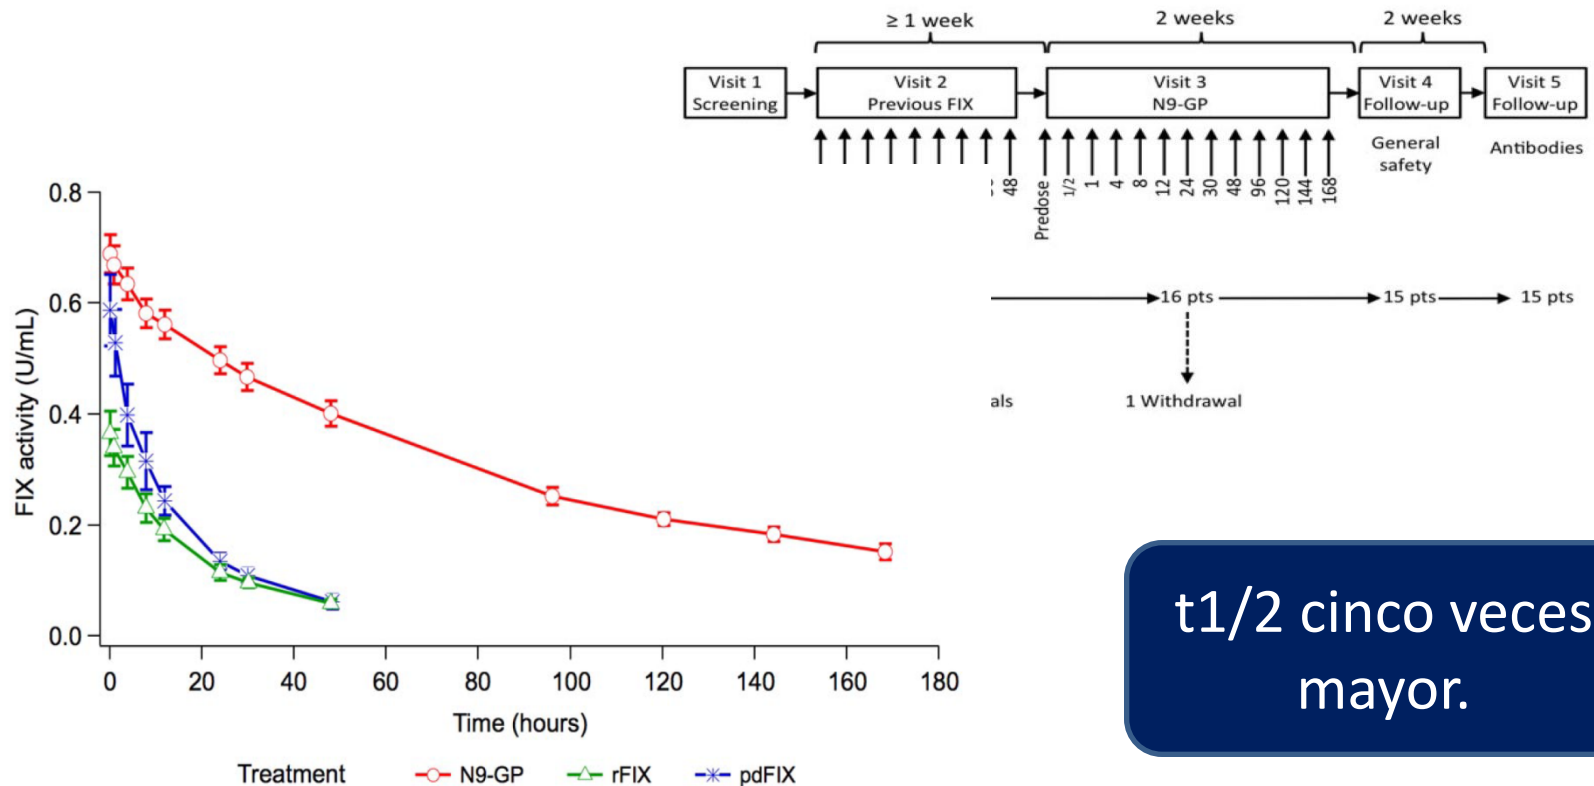 ≥ 1 week
2 weeks
2 weeks
Visit 1
Screening
Visit 2
Previous FIX
Visit 3
N9-GP
Visit 4
Follow-up
Visit 5
Follow-up
General
safety
Antibodies
48
Predose
1/2
1
4
8
12
24
30
48
96
120
144
168
16 pts
15 pts
15 pts
1 Withdrawal
0.8
0.6
0.4
0.2
0.0
FIX activity (U/mL)
0 20 40 60 80 100 120 140 160 180
Time (hours)
Treatment N9-GP rFIX pdFIX
t1/2 cinco veces
mayor.